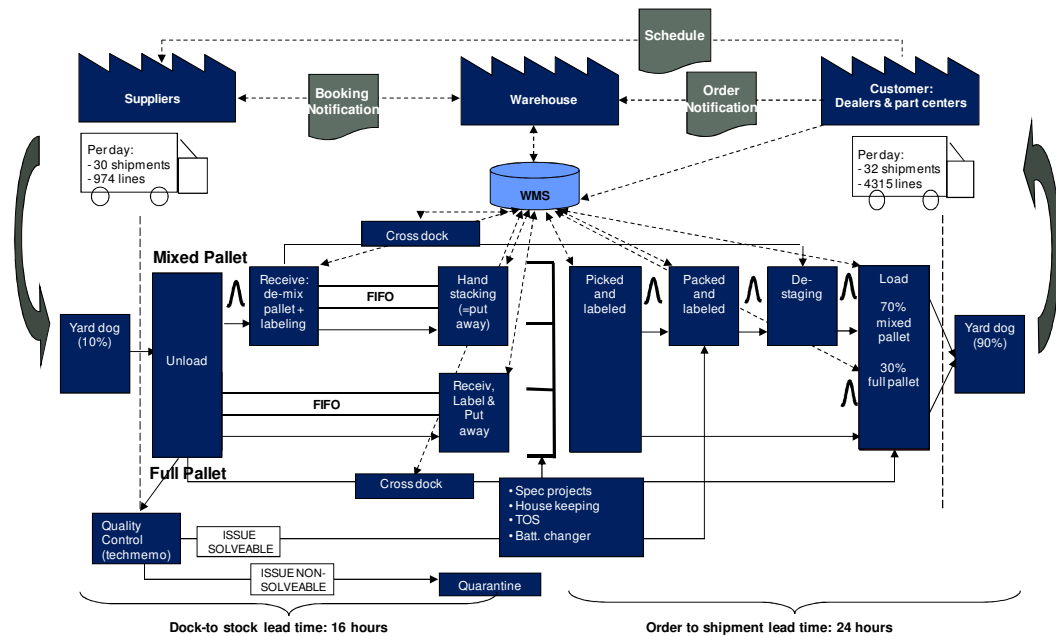 Schedule
Suppliers
Booking
Notification
Warehouse
Order
Notification
Customer:
Dealers & part centers
Per day:
- 30 shipments
- 974 lines
Per day:
- 32 shipments
- 4315 lines
WMS
Cross dock
Mixed Pallet
Receive:
de-mix
pallet +
labeling
FIFO
Hand
stacking
(=put
away)
Picked
and
labeled
Packed
and
labeled
De-
staging
Load
70%
mixed
pallet
30%
full pallet
Yard dog
(10%)
Unload
Yard dog
(90%)
Receiv,
Label &
Put
away
FIFO
Full Pallet
Cross dock
• Spec projects
• House keeping
• TOS
• Batt. changer
Quality
Control
(techmemo)
ISSUE
SOLVEABLE
ISSUE NON-
SOLVEABLE
Quarantine
Dock-to stock lead time: 16 hours
Order to shipment lead time: 24 hours